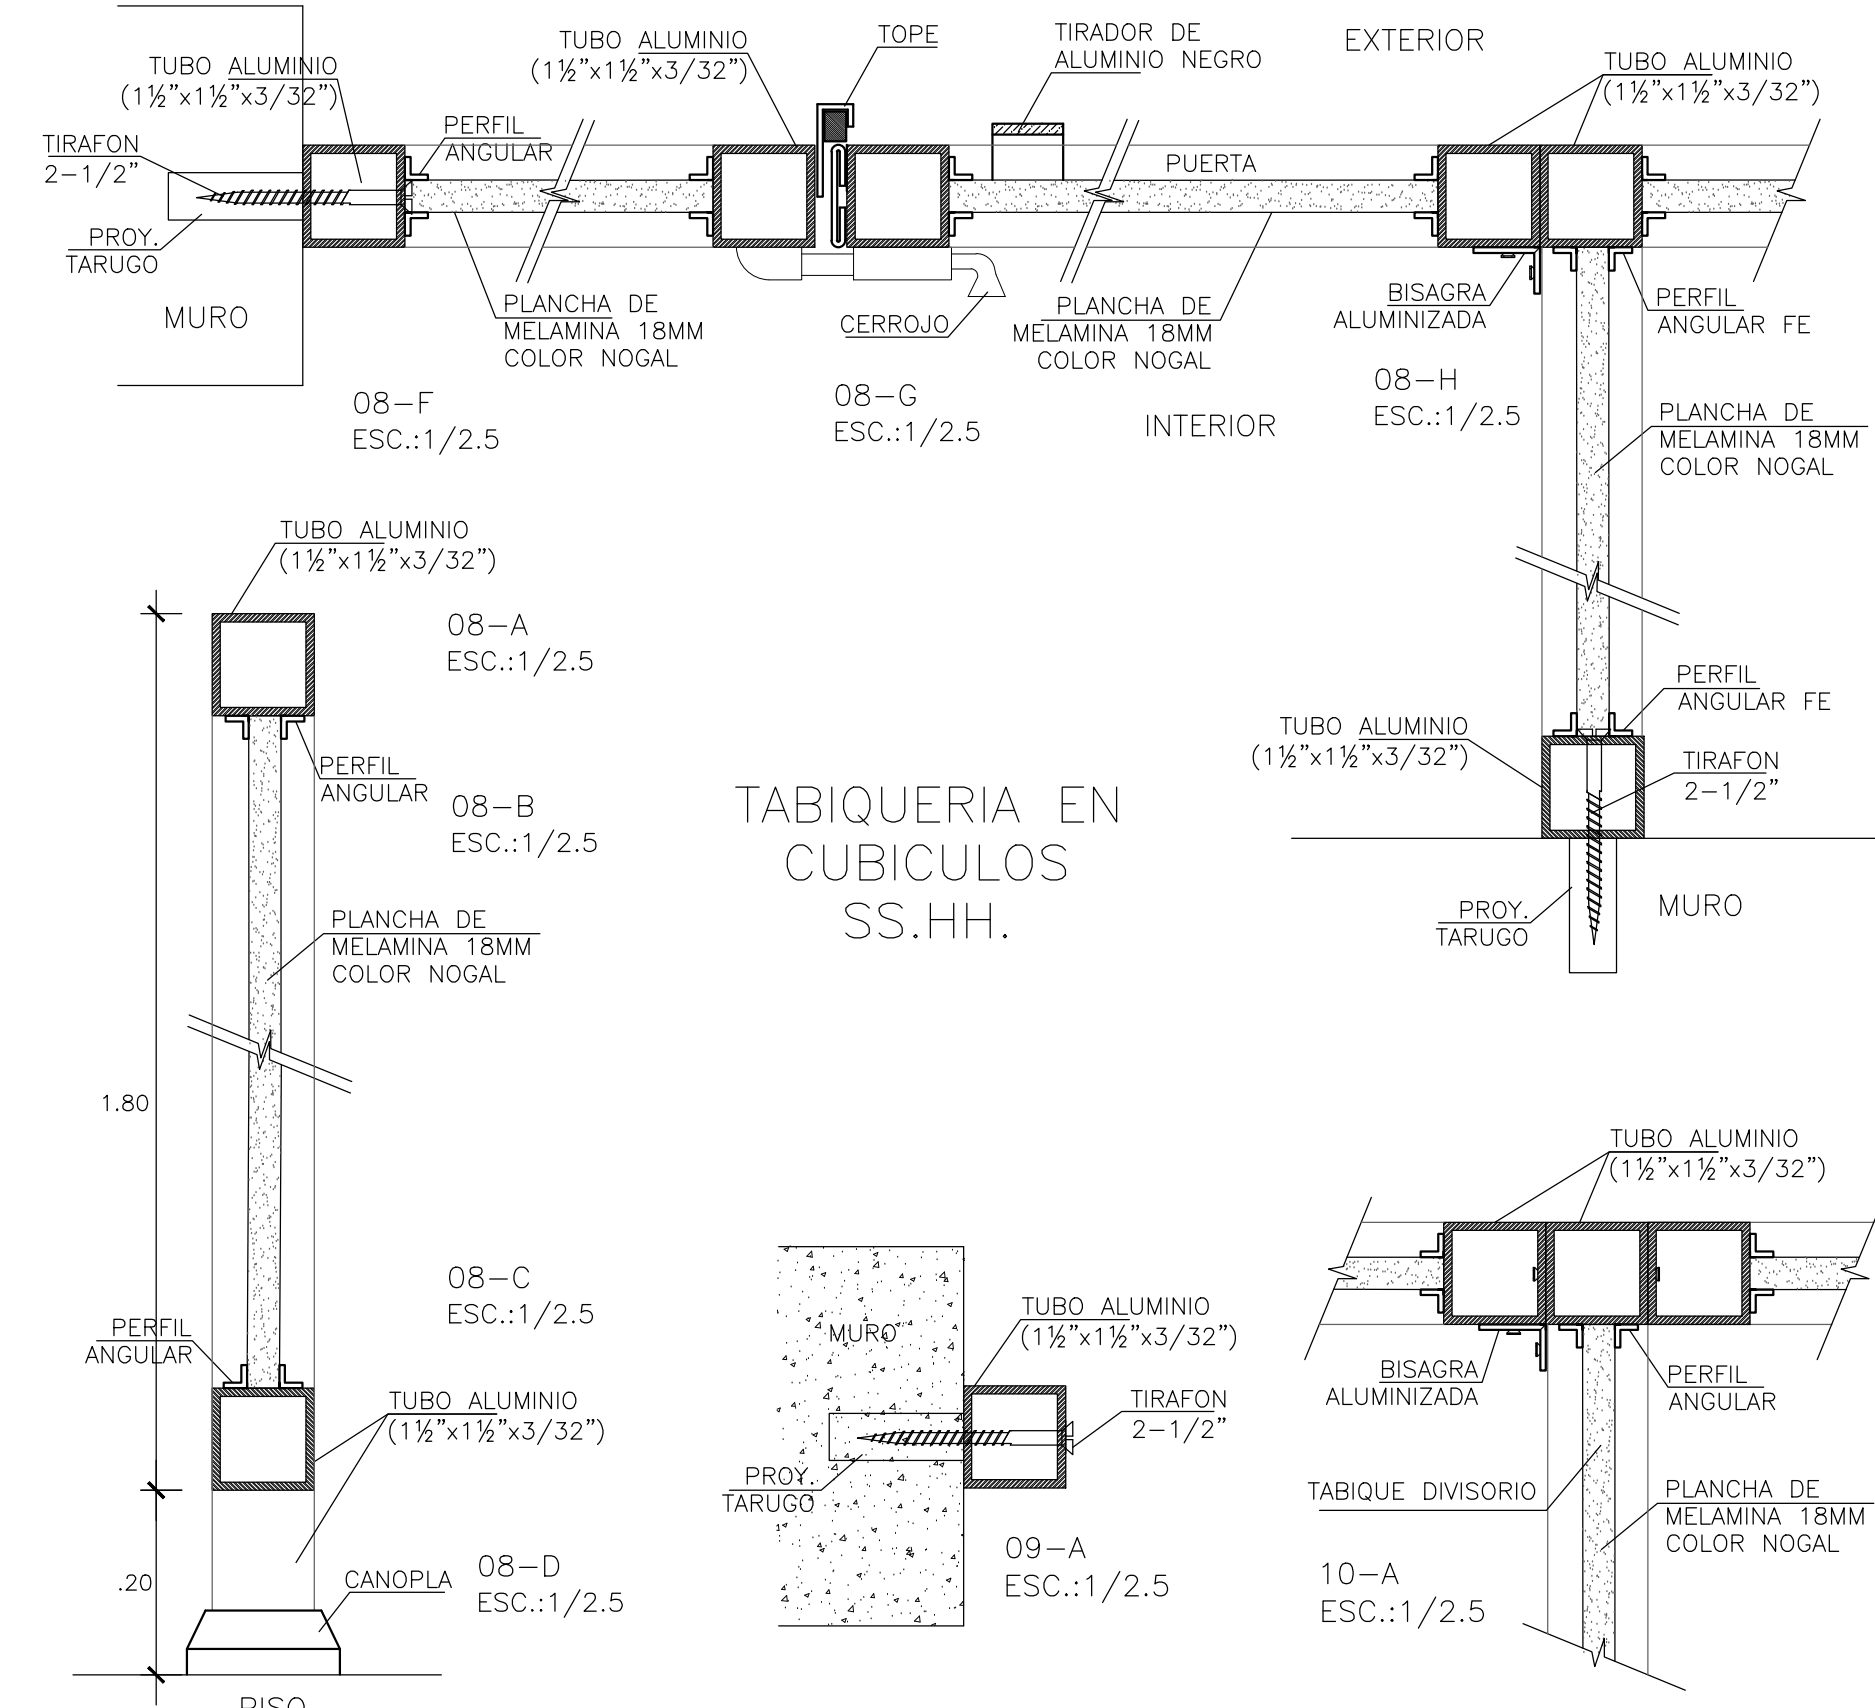 TUBO ALUMINIO
(1½"x1½"x3/32")
TIRAFON
2-1/2"
PROY.
TARUGO
MURO
PERFIL
ANGULAR
TUBO ALUMINIO
(1½"x1½"x3/32")
TOPE
TIRADOR DE
ALUMINIO NEGRO
EXTERIOR
TUBO ALUMINIO
(1½"x1½"x3/32")
PUERTA
PLANCHA DE
MELAMINA 18MM
COLOR NOGAL
CERROJO
PLANCHA DE
MELAMINA 18MM
COLOR NOGAL
BISAGRA
ALUMINIZADA
PERFIL
ANGULAR FE
08-F
ESC.:1/2.5
08-G
ESC.:1/2.5
INTERIOR
08-H
ESC.:1/2.5
PLANCHA DE
MELAMINA 18MM
COLOR NOGAL
TUBO ALUMINIO
(1½"x1½"x3/32")
08-A
ESC.:1/2.5
PERFIL
ANGULAR
08-B
ESC.:1/2.5
PLANCHA DE
MELAMINA 18MM
COLOR NOGAL
TABIQUERIA EN
CUBICULOS
SS.HH.
PERFIL
ANGULAR FE
TUBO ALUMINIO
(1½"x1½"x3/32")
TIRAFON
2-1/2"
PROY.
TARUGO
MURO
1.80
08-C
ESC.:1/2.5
PERFIL
ANGULAR
TUBO ALUMINIO
(1½"x1½"x3/32")
.20
CANOPLA
08-D
ESC.:1/2.5
PISO
MURO
TUBO ALUMINIO
(1½"x1½"x3/32")
TIRAFON
2-1/2"
PROY.
TARUGO
09-A
ESC.:1/2.5
TUBO ALUMINIO
(1½"x1½"x3/32")
BISAGRA
ALUMINIZADA
PERFIL
ANGULAR
TABIQUE DIVISORIO
PLANCHA DE
MELAMINA 18MM
COLOR NOGAL
10-A
ESC.:1/2.5